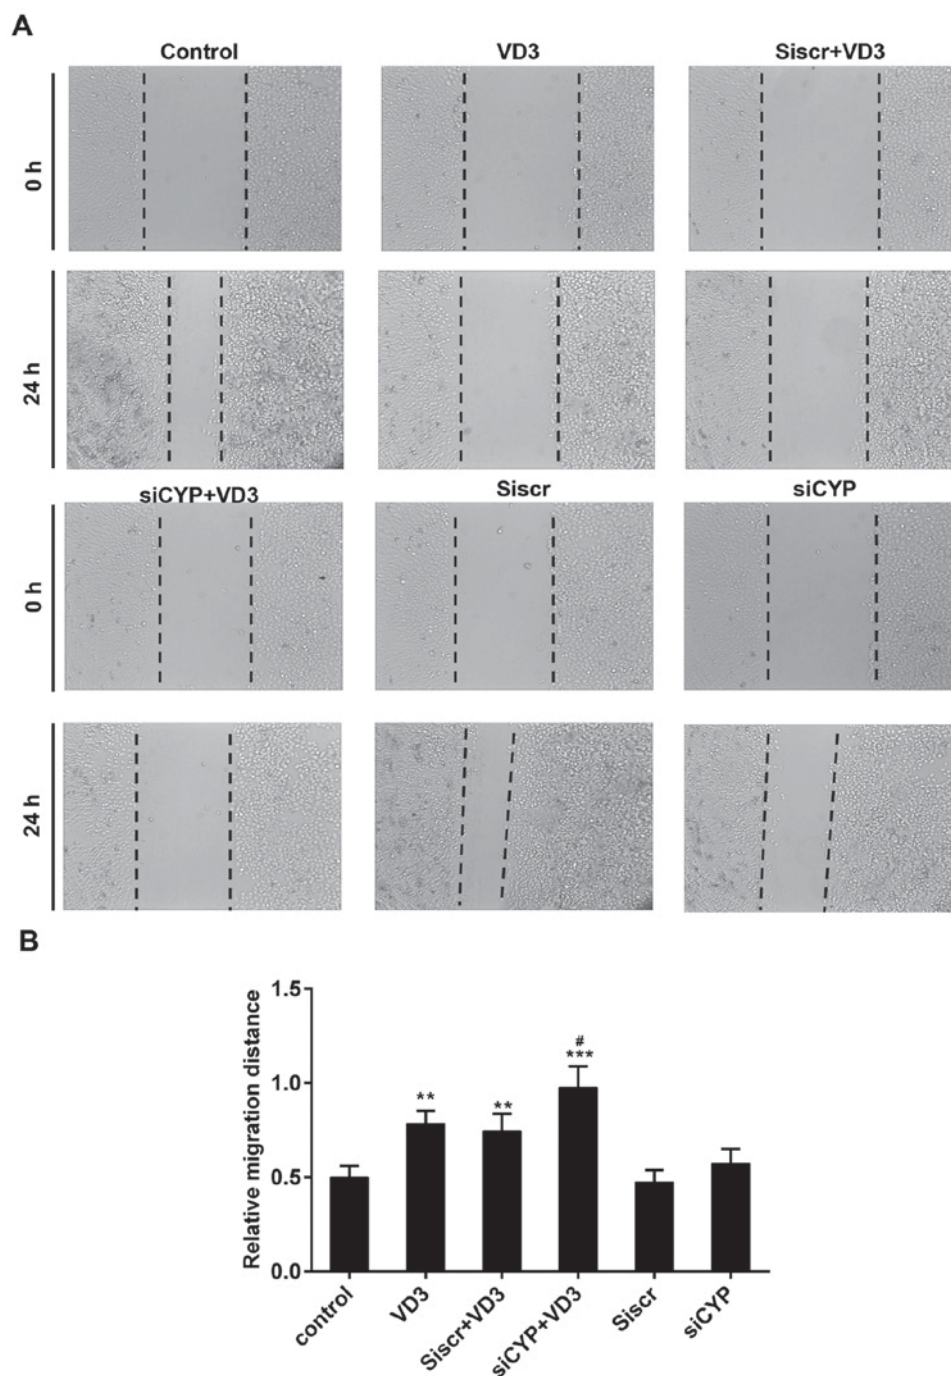 A
Control VD3 Siscr+VD3
0 h
24 h
siCYP+VD3 Siscr siCYP
0 h
24 h
B
Relative migration distance
1.5
1.0
0.5
0.0
**
**
#
***
control VD3 Siscr+VD3 siCYP+VD3 Siscr siCYP